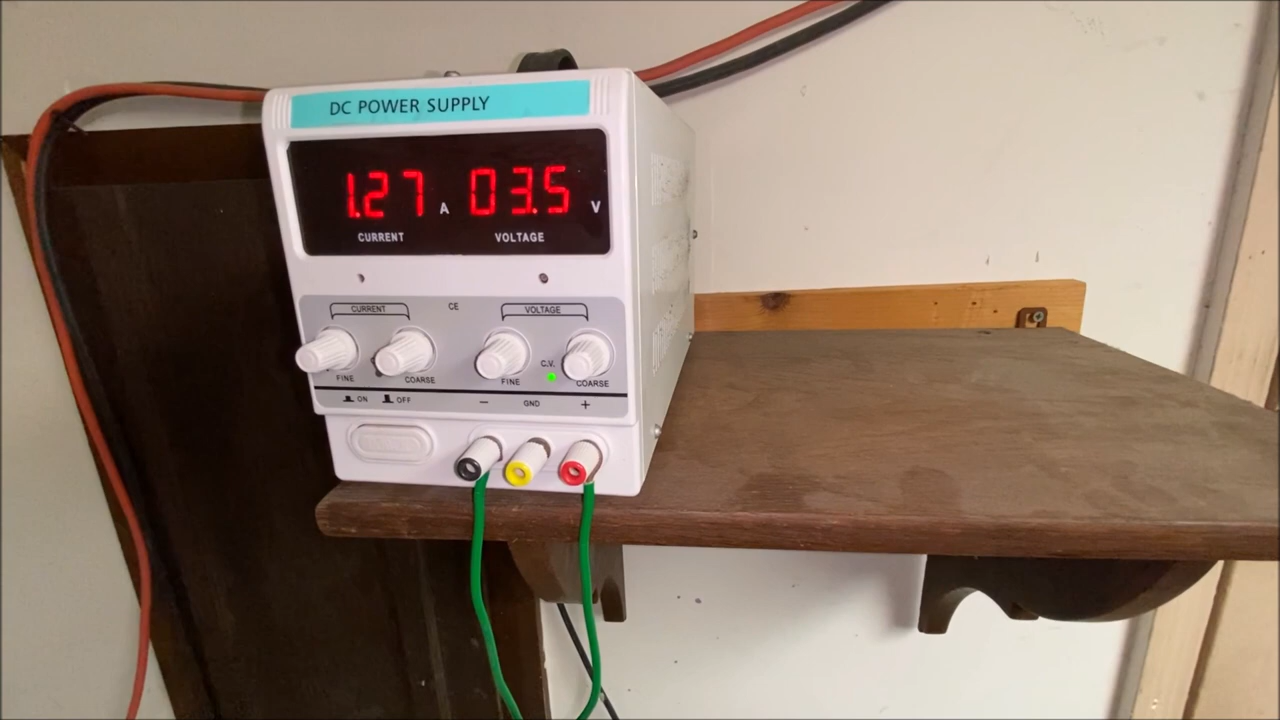 DC POWER SUPPLY
1.27 A 03.5 V
CURRENT VOLTAGE
CURRENT CE VOLTAGE
C.V.
FINE COARSE FINE COARSE
ON OFF − GND +